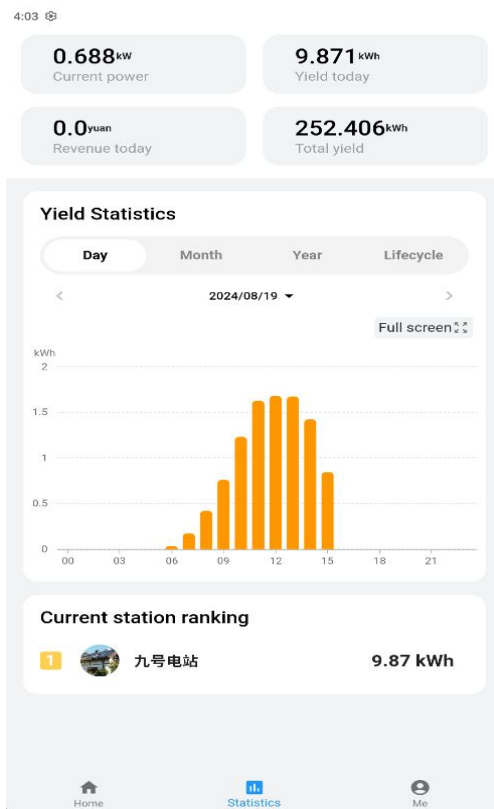 4:03
0.688kW
Current power
9.871kWh
Yield today
0.0yuan
Revenue today
252.406kWh
Total yield
Yield Statistics
Day Month Year Lifecycle
< 2024/08/19 >
Full screen
kWh
2
1.5
1
0.5
0
00 03 06 09 12 15 18 21
Current station ranking
1 九号电站 9.87 kWh
Home Statistics Me